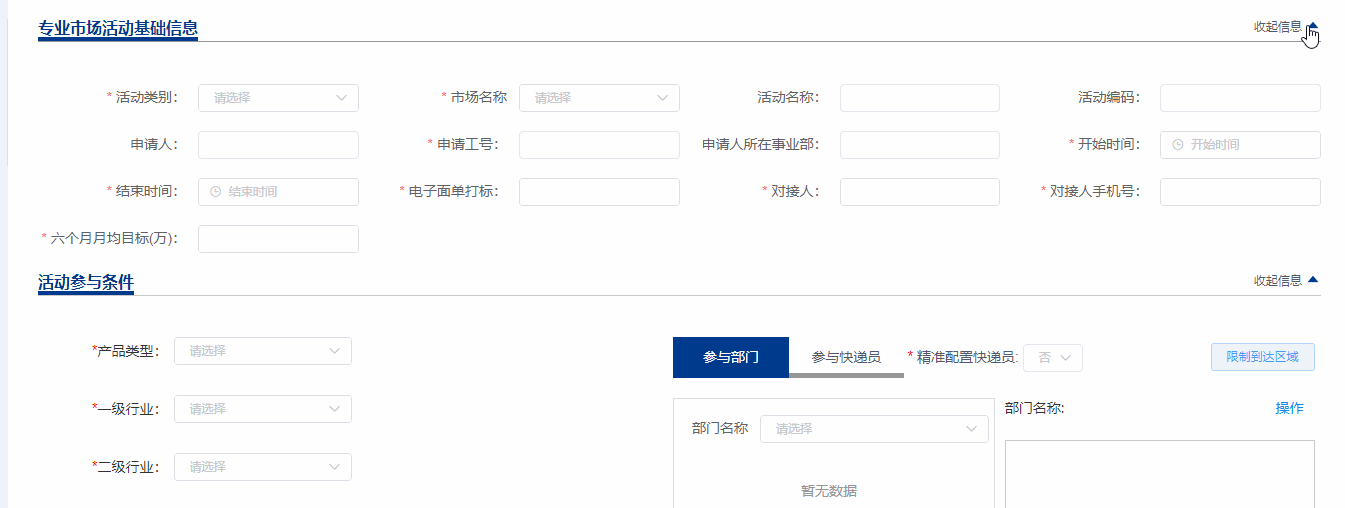 专业市场活动基础信息 收起信息
* 活动类别： 请选择 * 市场名称 请选择 活动名称： 活动编码：
申请人： * 申请工号： 申请人所在事业部： * 开始时间： 开始时间
* 结束时间： 结束时间 * 电子面单打标： * 对接人： * 对接人手机号：
* 六个月月均目标(万)：
活动参与条件 收起信息
*产品类型： 请选择 参与部门 参与快递员 * 精准配置快递员: 否 限制到达区域
*一级行业： 请选择 部门名称: 操作
部门名称 请选择
*二级行业： 请选择
暂无数据